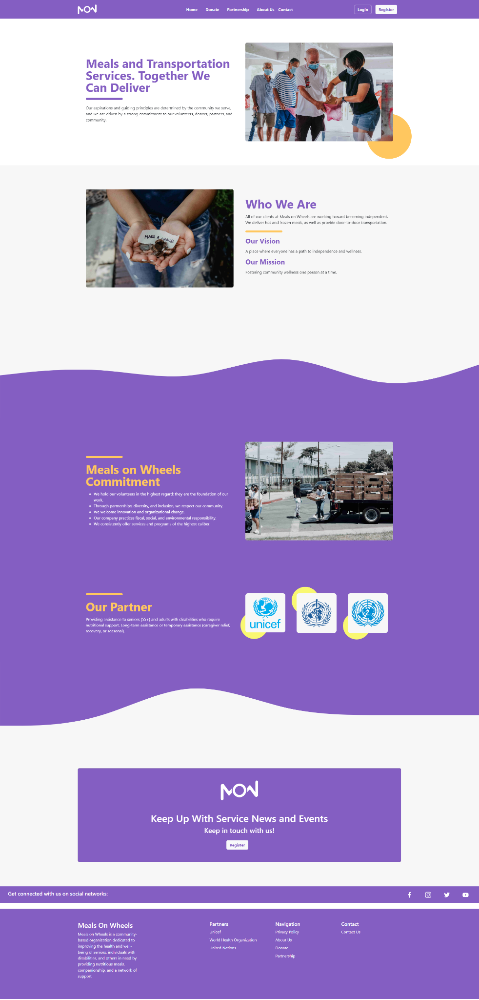 MOW
Home Donate Partnership About Us Contact
Login Register
Meals and Transportation
Services. Together We
Can Deliver
Our aspirations and guiding principles are determined by the community we serve,
and we are driven by a strong commitment to our volunteers, donors, partners, and
community.
MAKE A CHANGE
Who We Are
All of our clients at Meals on Wheels are working toward becoming independent.
We deliver hot and frozen meals, as well as provide door-to-door transportation.
Our Vision
A place where everyone has a path to independence and wellness.
Our Mission
Fostering community wellness one person at a time.
Meals on Wheels
Commitment
• We hold our volunteers in the highest regard; they are the foundation of our
work.
• Through partnerships, diversity, and inclusion, we respect our community.
• We welcome innovation and organizational change.
• Our company practices fiscal, social, and environmental responsibility.
• We consistently offer services and programs of the highest caliber.
Our Partner
Providing assistance to seniors (55+) and adults with disabilities who require
nutritional support. Long-term assistance or temporary assistance (caregiver relief,
recovery, or seasonal).
unicef
MOW
Keep Up With Service News and Events
Keep in touch with us!
Register
Get connected with us on social networks:
Meals On Wheels
Meals on Wheels is a community-
based organization dedicated to
improving the health and well-
being of seniors, individuals with
disabilities, and others in need by
providing nutritious meals,
companionship, and a network of
support.
Partners
Unicef
World Health Organization
United Nations
Navigation
Privacy Policy
About Us
Donate
Partnership
Contact
Contact Us